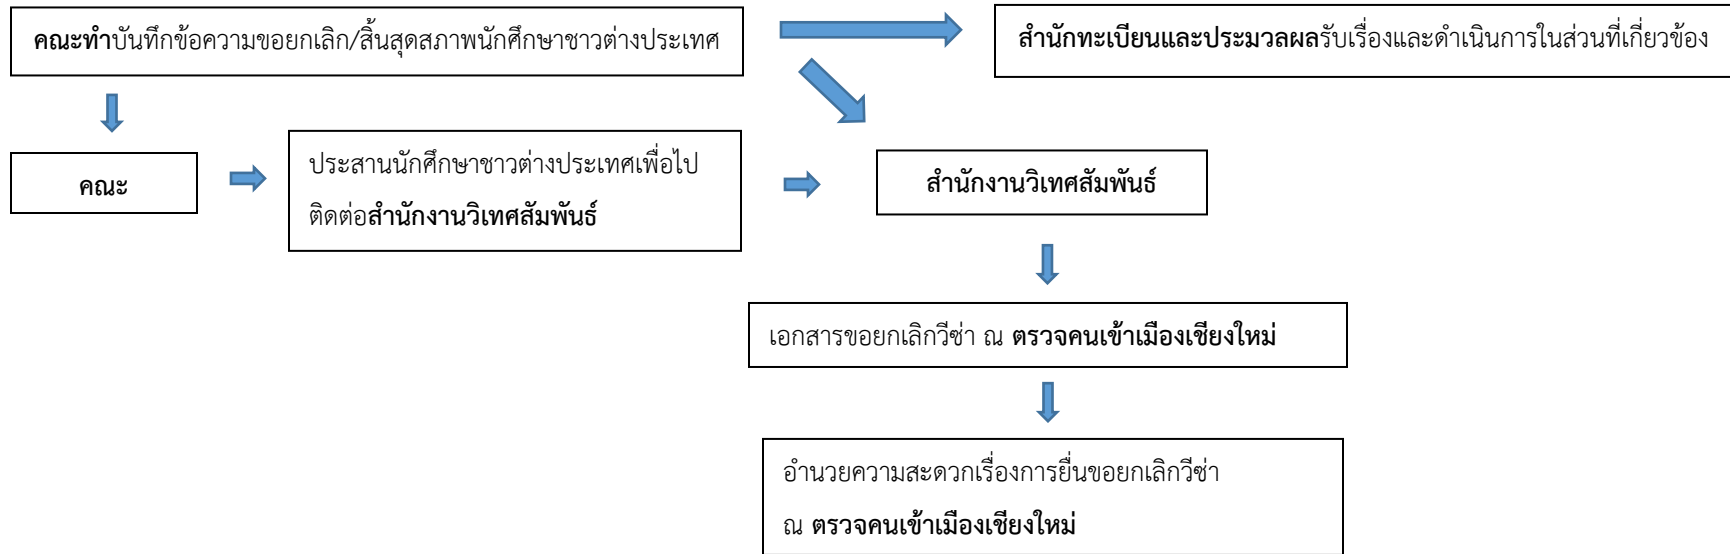 คณะทำบันทึกข้อความขอยกเลิก/สิ้นสุดสภาพนักศึกษาชาวต่างประเทศ
สำนักทะเบียนและประมวลผลรับเรื่องและดำเนินการในส่วนที่เกี่ยวข้อง
คณะ
ประสานนักศึกษาชาวต่างประเทศเพื่อไป
ติดต่อสำนักงานวิเทศสัมพันธ์
สำนักงานวิเทศสัมพันธ์
เอกสารขอยกเลิกวีซ่า ณ ตรวจคนเข้าเมืองเชียงใหม่
อำนวยความสะดวกเรื่องการยื่นขอยกเลิกวีซ่า
ณ ตรวจคนเข้าเมืองเชียงใหม่